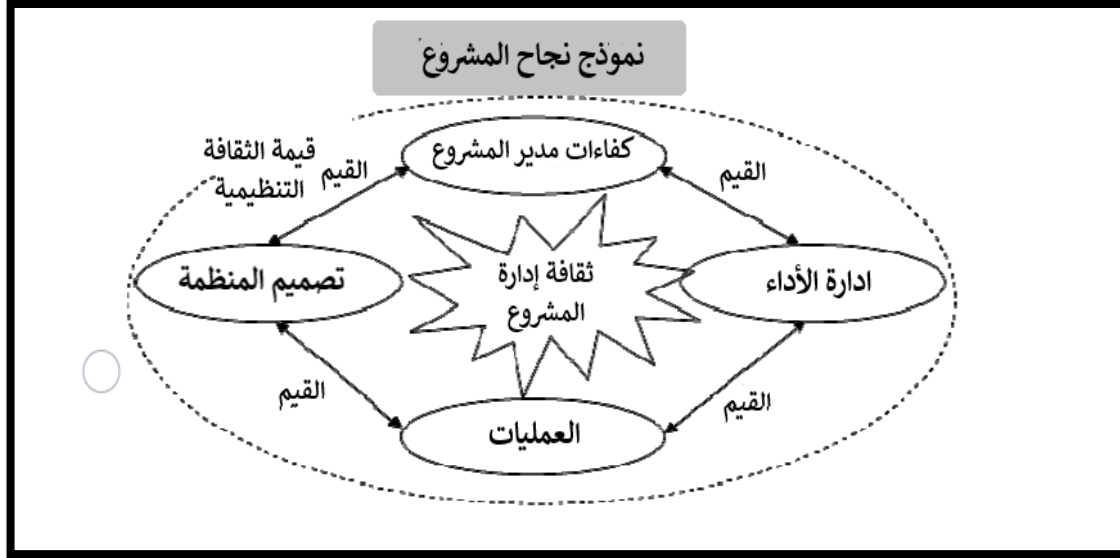 نموذج نجاح المشروع
كفاءات مدير المشروع
القيم
قيمة الثقافة
التنظيمية
القيم
ادارة الأداء
ثقافة إدارة
المشروع
تصميم المنظمة
القيم
القيم
العمليات